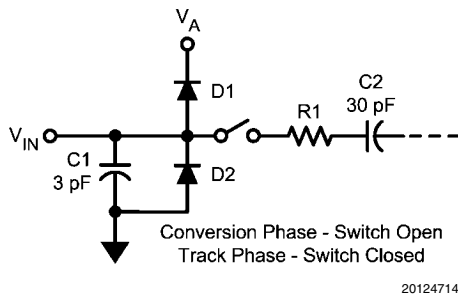 VA
D1
C2
R1
30 pF
VIN
C1
3 pF
D2
Conversion Phase - Switch Open
Track Phase - Switch Closed
20124714